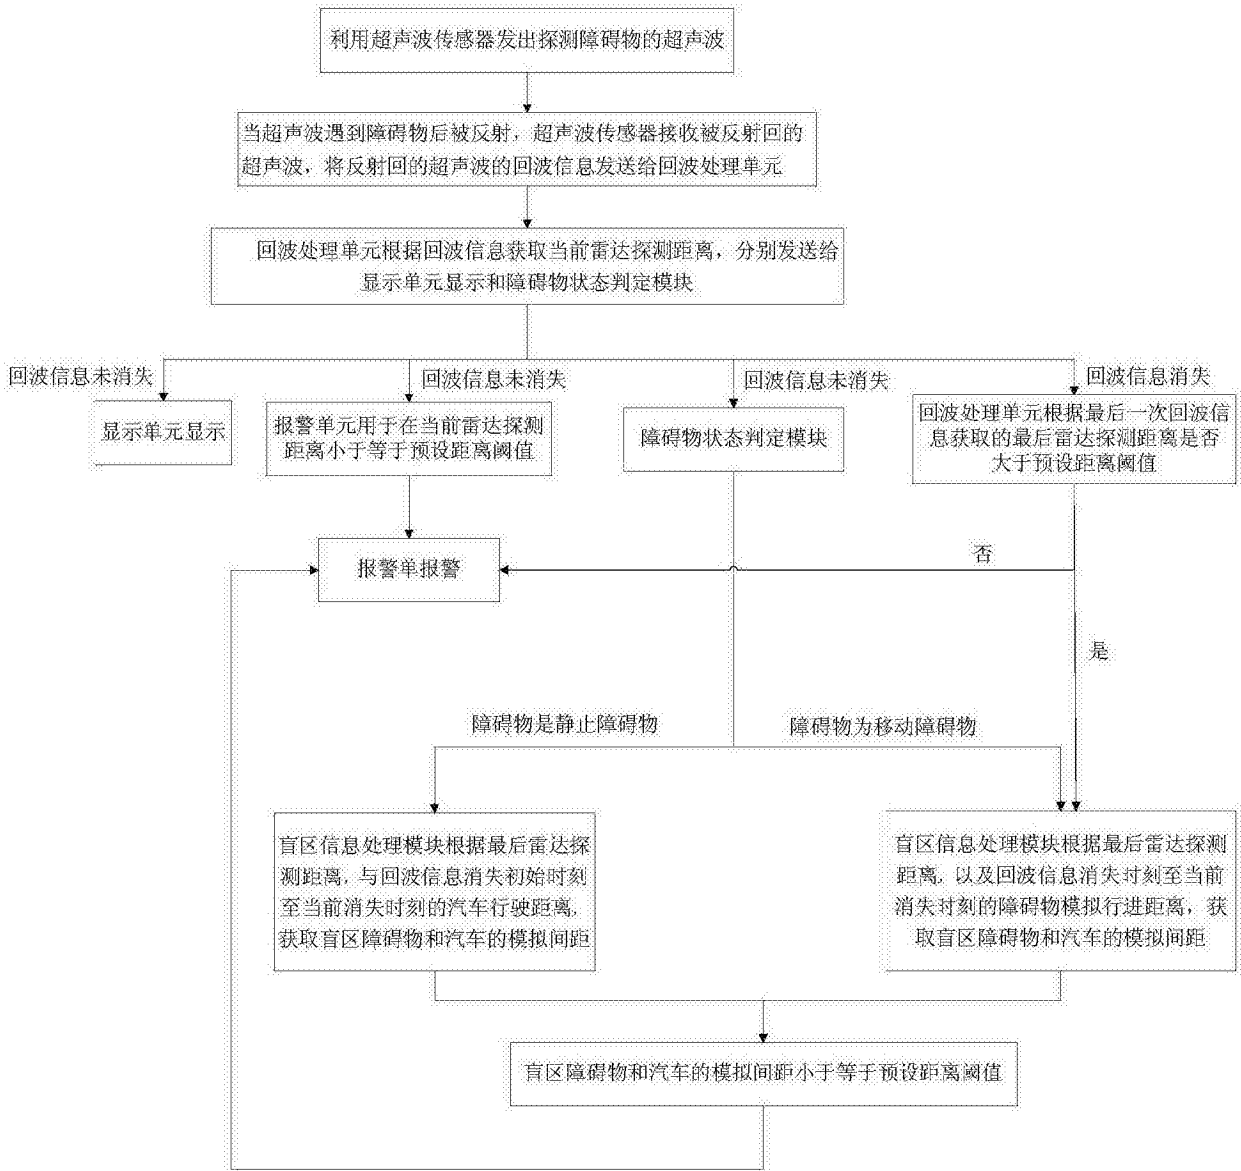 利用超声波传感器发出探测障碍物的超声波
当超声波遇到障碍物后被反射，超声波传感器接收被反射回的
超声波，将反射回的超声波的回波信息发送给回波处理单元
回波处理单元根据回波信息获取当前雷达探测距离，分别发送给
显示单元显示和障碍物状态判定模块
回波信息未消失
回波信息未消失
回波信息未消失
回波信息消失
显示单元显示
报警单元用于在当前雷达探测
距离小于等于预设距离阈值
障碍物状态判定模块
回波处理单元根据最后一次回波信
息获取的最后雷达探测距离是否
大于预设距离阈值
报警单报警
否
是
障碍物是静止障碍物
障碍物为移动障碍物
盲区信息处理模块根据最后雷达探
测距离，与回波信息消失初始时刻
至当前消失时刻的汽车行驶距离，
获取盲区障碍物和汽车的模拟间距
盲区信息处理模块根据最后雷达探测
距离，以及回波信息消失时刻至当前
消失时刻的障碍物模拟行进距离，获
取盲区障碍物和汽车的模拟间距
盲区障碍物和汽车的模拟间距小于等于预设距离阈值